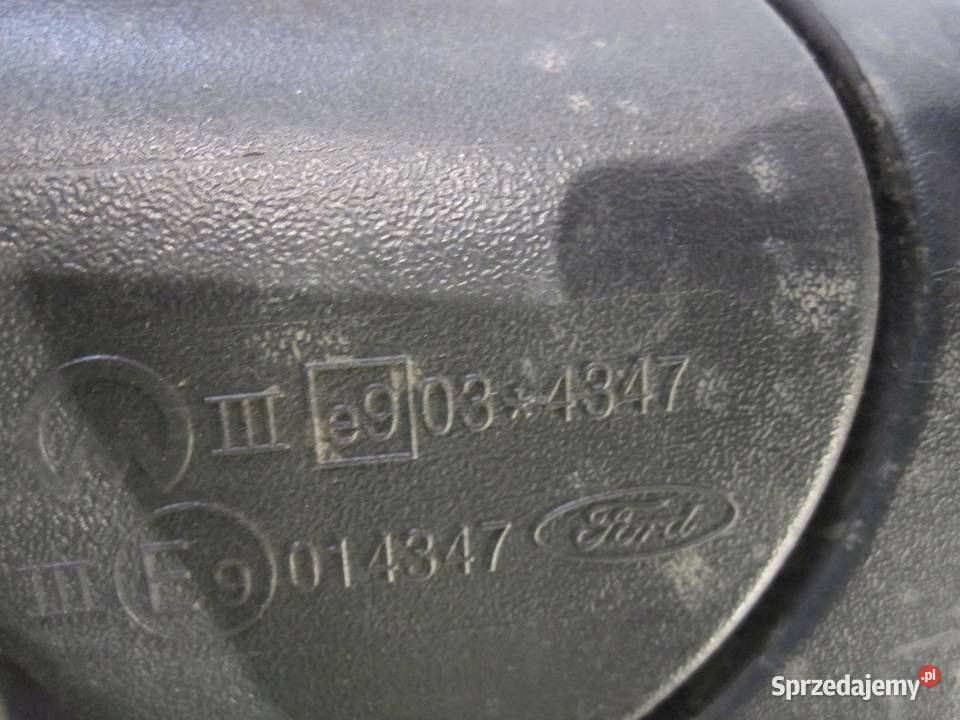 III e9 03*4347
III E9 014347 Ford
Sprzedajemy.pl